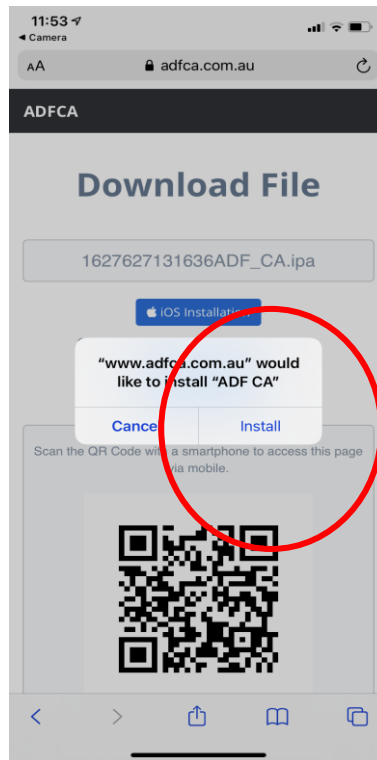 11:53
Camera
AA adfca.com.au
ADFCA
Download File
1627627131636ADF_CA.ipa
iOS Installation
"www.adfca.com.au" would
like to install "ADF CA"
Cancel Install
Scan the QR Code with a smartphone to access this page
via mobile.